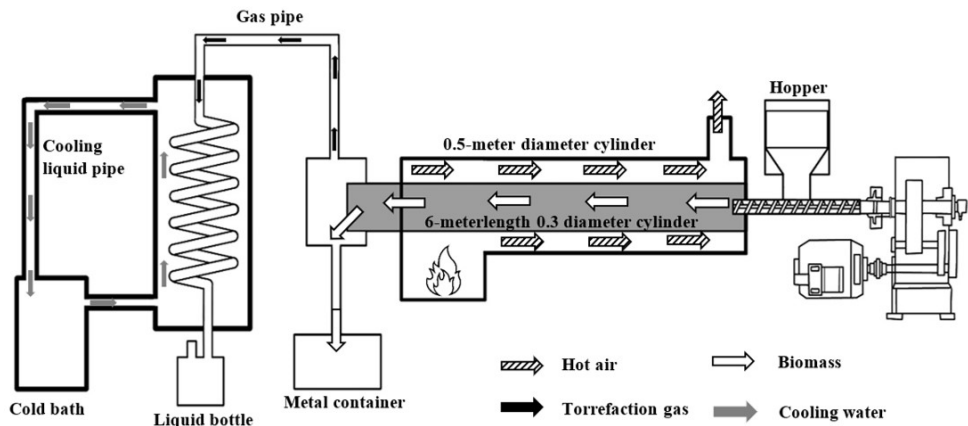 Gas pipe
Hopper
0.5-meter diameter cylinder
Cooling
liquid pipe
6-meterlength 0.3 diameter cylinder
Hot air
Biomass
Metal container
Cold bath
Liquid bottle
Torrefaction gas
Cooling water